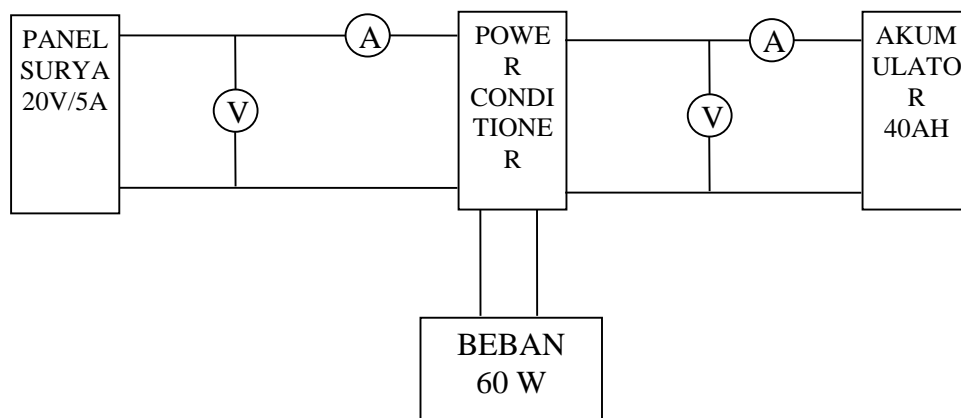 PANEL
SURYA
20V/5A
A
V
POWE
R
CONDI
TIONE
R
A
V
AKUM
ULATO
R
40AH
BEBAN
60 W